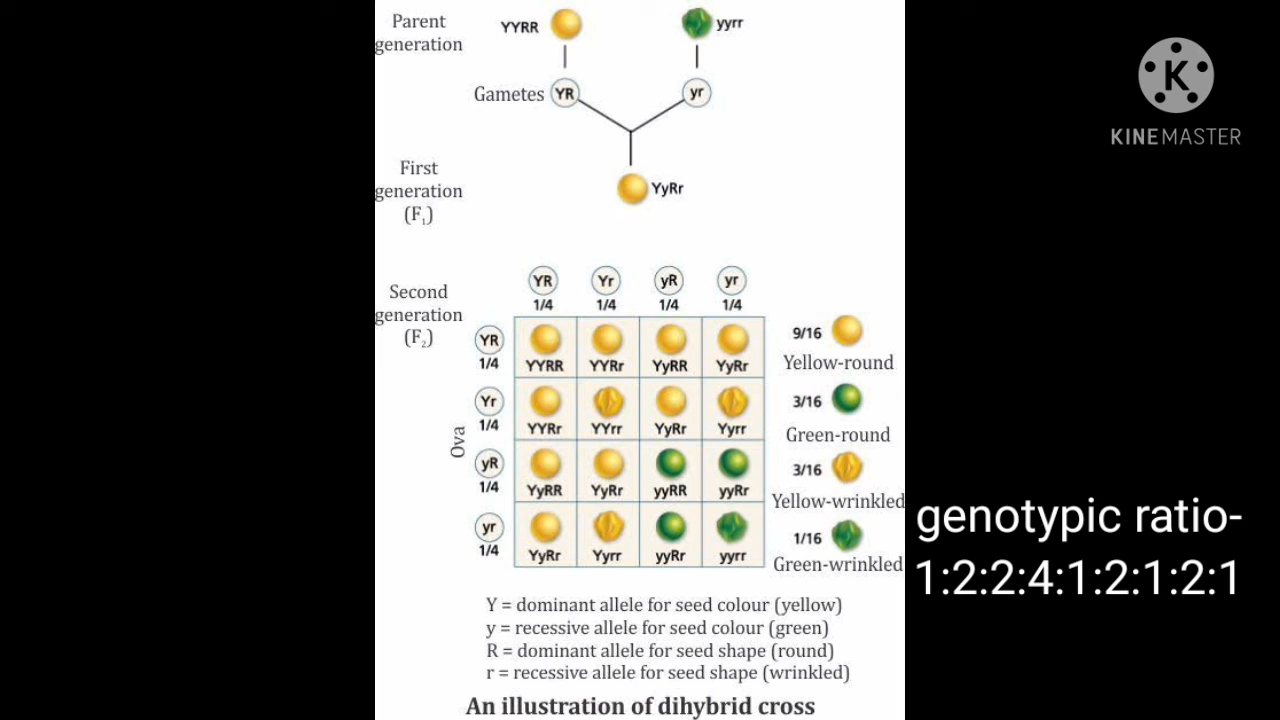 Parent
generation
YYRR
yyrr
Gametes YR
yr
First
generation
(F₁)
YyRr
Second
generation
(F₂)
YR Yr yR yr
1/4 1/4 1/4 1/4
Ova
YR
1/4
YYRR YYRr YyRR YyRr
Yr
1/4
YYRr YYrr YyRr Yyrr
yR
1/4
YyRR YyRr yyRR yyRr
yr
1/4
YyRr Yyrr yyRr yyrr
9/16
Yellow-round
3/16
Green-round
3/16
Yellow-wrinkled
1/16
Green-wrinkled
Y = dominant allele for seed colour (yellow)
y = recessive allele for seed colour (green)
R = dominant allele for seed shape (round)
r = recessive allele for seed shape (wrinkled)
An illustration of dihybrid cross
K
KINEMASTER
genotypic ratio-
1:2:2:4:1:2:1:2:1